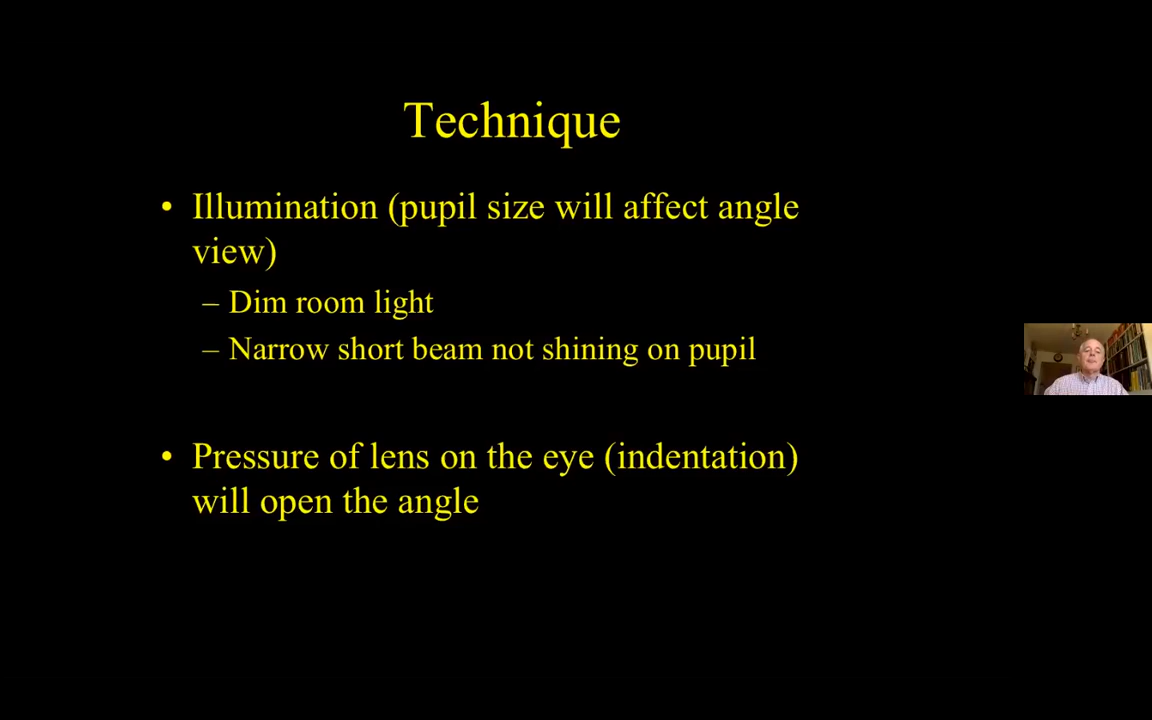 Technique
• Illumination (pupil size will affect angle
view)
– Dim room light
– Narrow short beam not shining on pupil
• Pressure of lens on the eye (indentation)
will open the angle